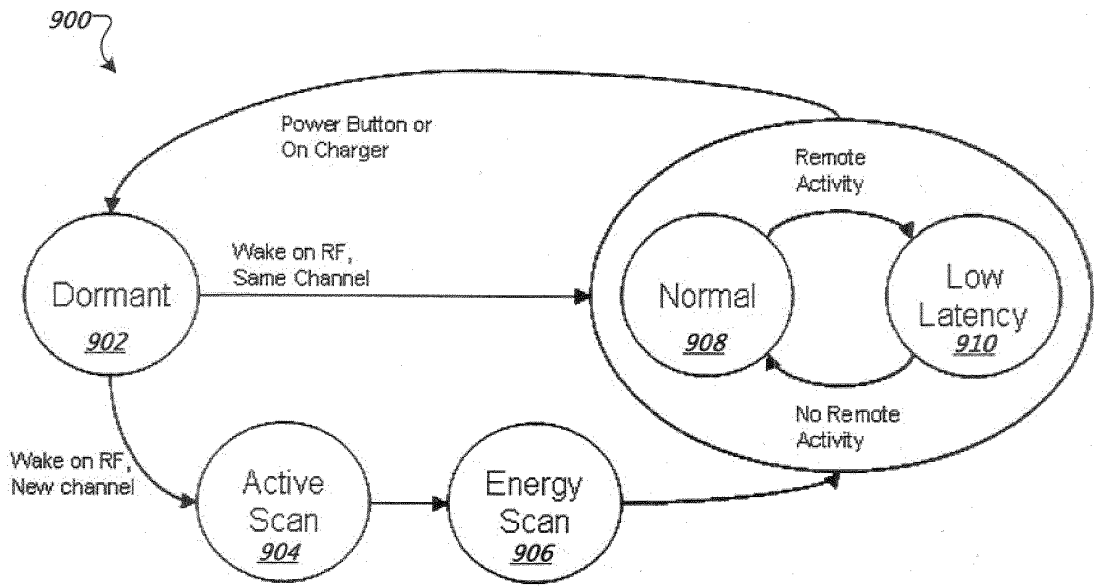 900
Power Button or
On Charger
Remote
Activity
Wake on RF,
Same Channel
Dormant
902
Normal
908
Low
Latency
910
No Remote
Activity
Wake on RF,
New channel
Active
Scan
904
Energy
Scan
906